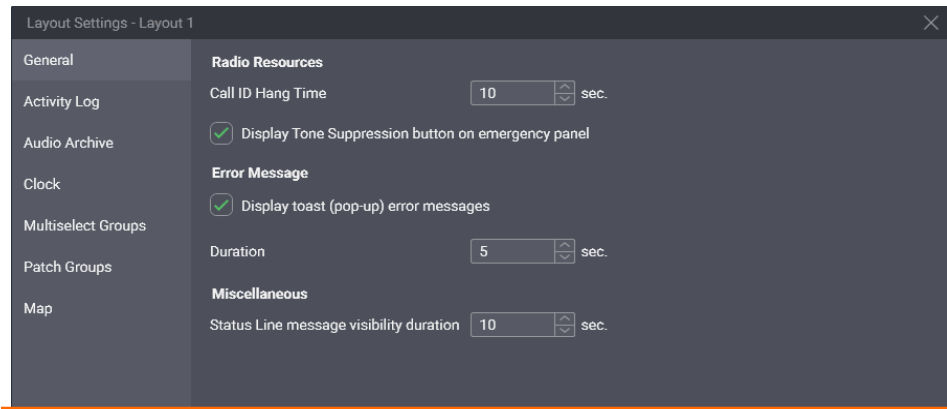 Layout Settings - Layout 1
General
Activity Log
Audio Archive
Clock
Multiselect Groups
Patch Groups
Map
Radio Resources
Call ID Hang Time 10 sec.
Display Tone Suppression button on emergency panel
Error Message
Display toast (pop-up) error messages
Duration 5 sec.
Miscellaneous
Status Line message visibility duration 10 sec.